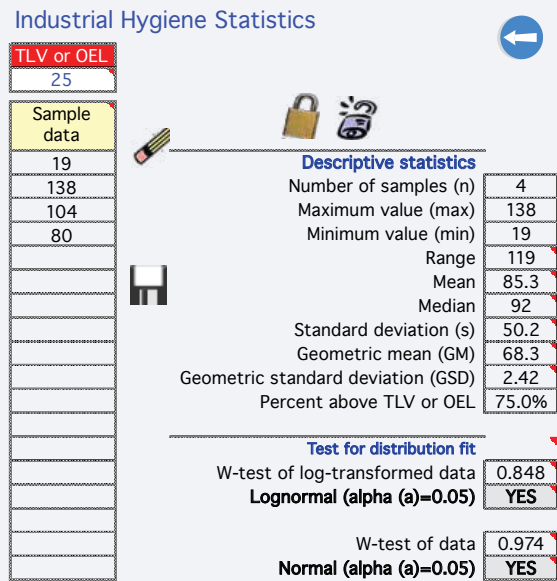 Industrial Hygiene Statistics
TLV or OEL
25
Sample
data
19
138
104
80
Descriptive statistics
Number of samples (n) 4
Maximum value (max) 138
Minimum value (min) 19
Range 119
Mean 85.3
Median 92
Standard deviation (s) 50.2
Geometric mean (GM) 68.3
Geometric standard deviation (GSD) 2.42
Percent above TLV or OEL 75.0%
Test for distribution fit
W-test of log-transformed data 0.848
Lognormal (alpha (a)=0.05) YES
W-test of data 0.974
Normal (alpha (a)=0.05) YES